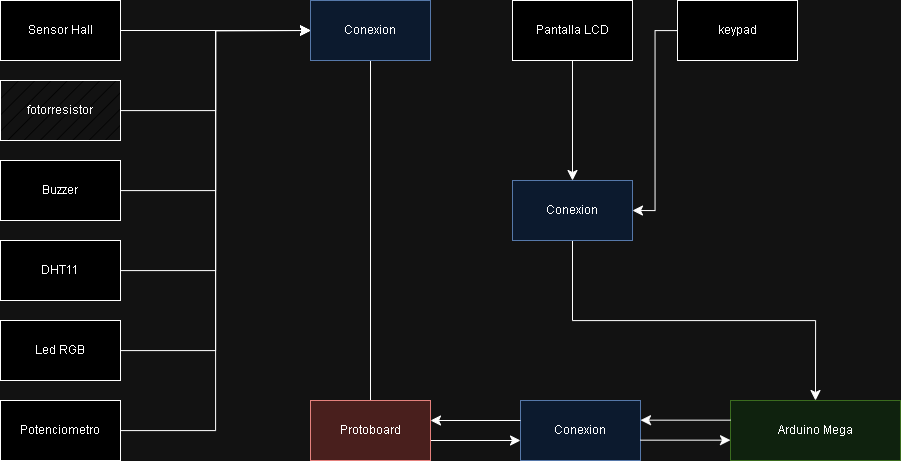 Sensor Hall
Conexion
Pantalla LCD
keypad
fotorresistor
Buzzer
Conexion
DHT11
Led RGB
Potenciometro
Protoboard
Conexion
Arduino Mega